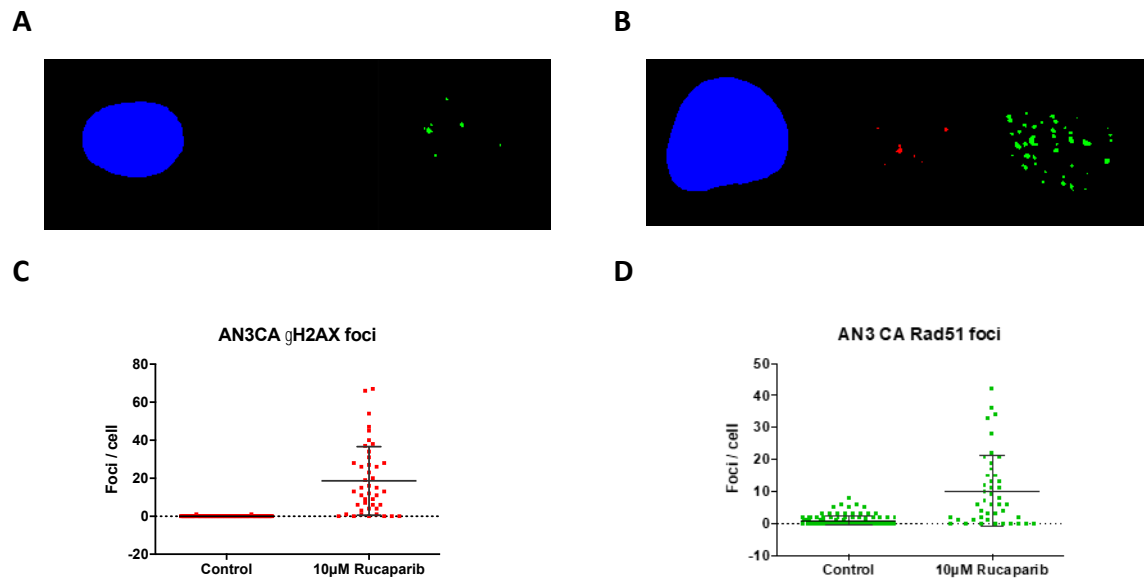 A
B
C
D
AN3CA gH2AX foci
80
60
40
20
0
-20
Foci / cell
Control
10µM Rucaparib
AN3 CA Rad51 foci
50
40
30
20
10
0
-10
Foci / cell
Control
10µM Rucaparib